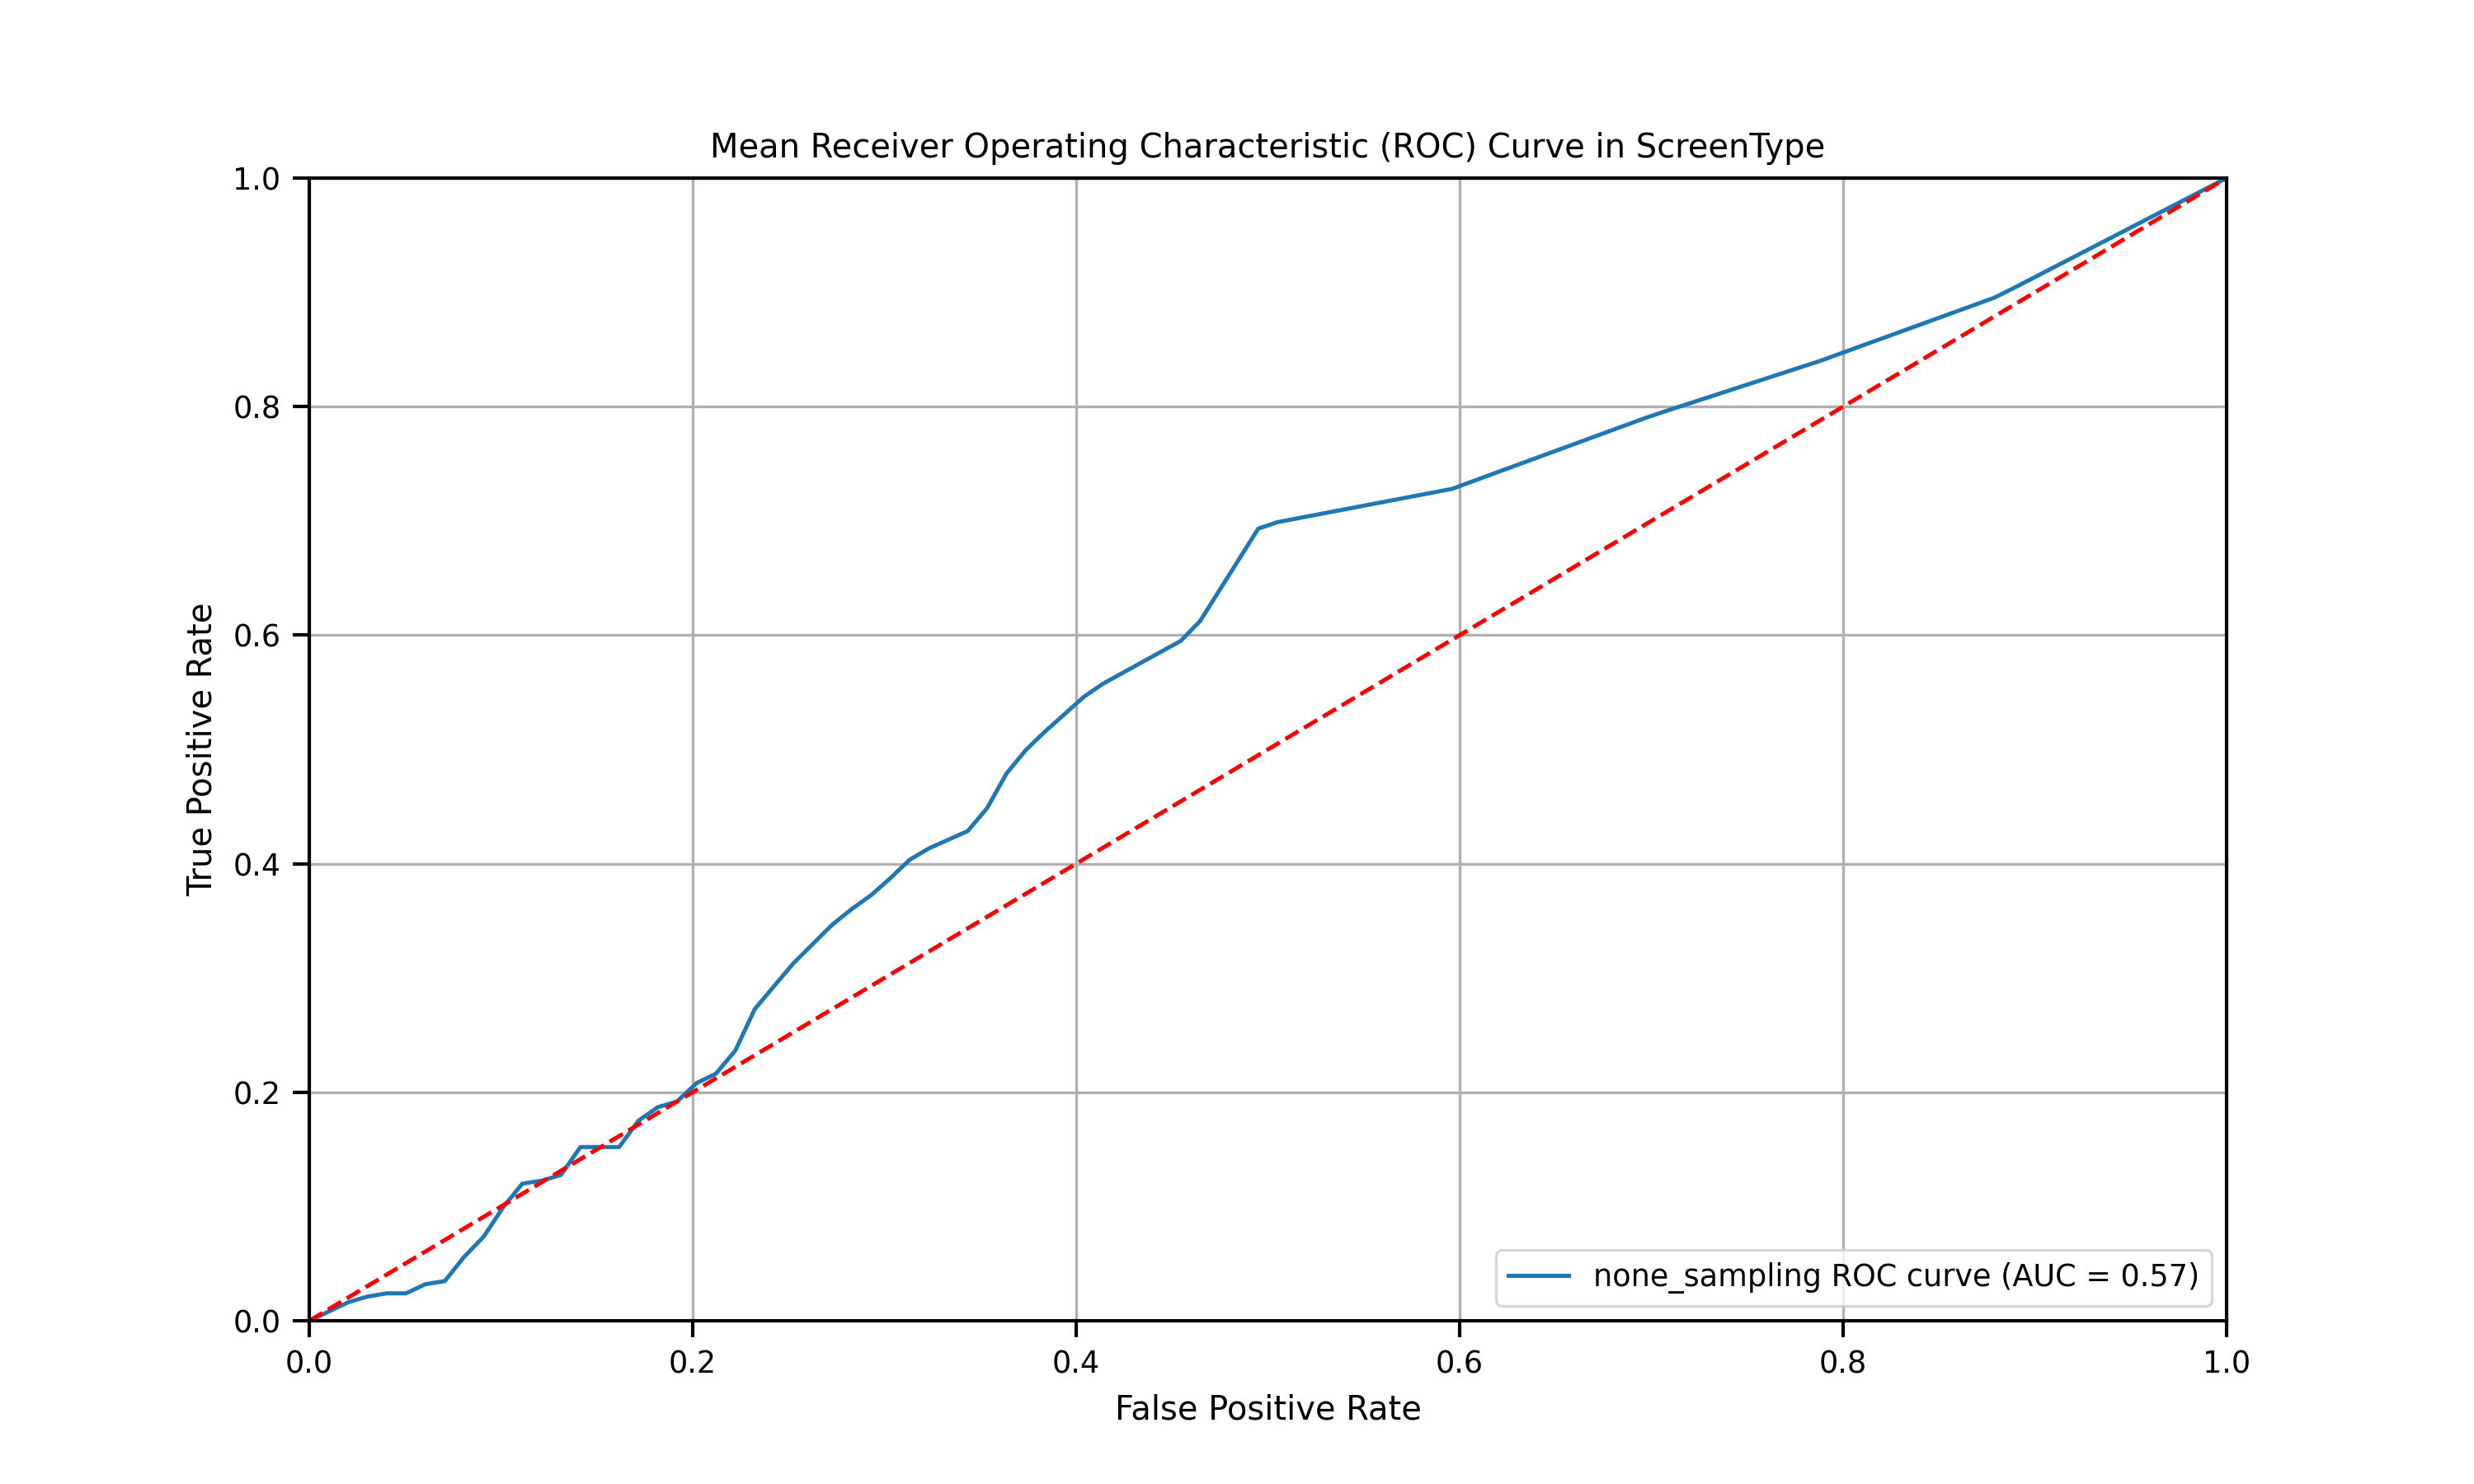 Mean Receiver Operating Characteristic (ROC) Curve in ScreenType
1.0
0.8
0.6
0.4
0.2
0.0
True Positive Rate
none_sampling ROC curve (AUC = 0.57)
0.0 0.2 0.4 0.6 0.8 1.0
False Positive Rate